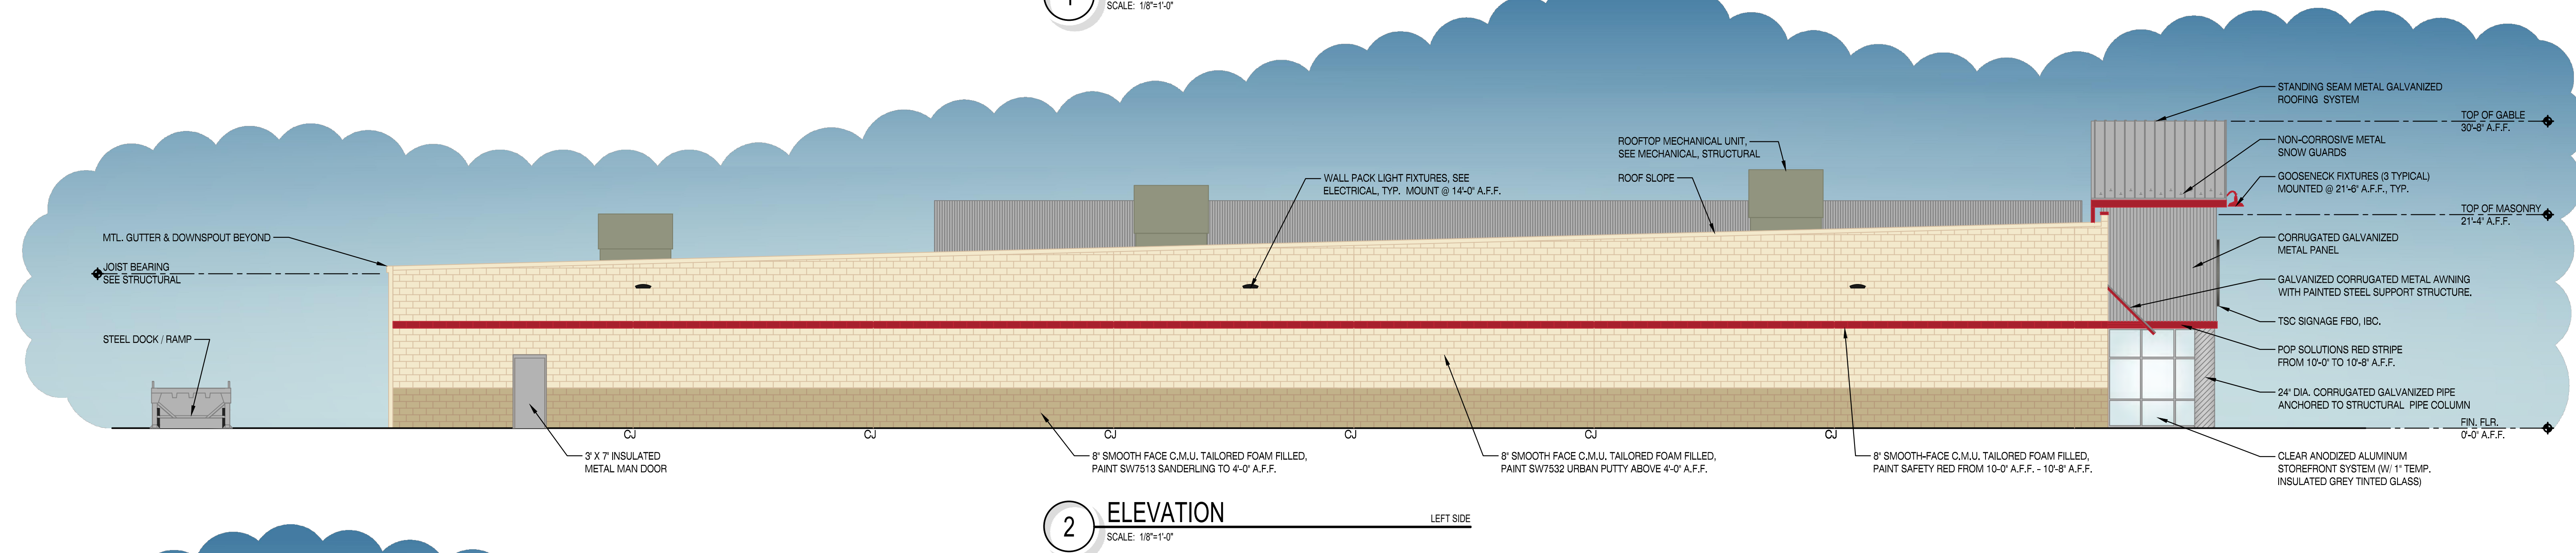 1
SCALE: 1/8"=1'-0"
STANDING SEAM METAL GALVANIZED
ROOFING SYSTEM
TOP OF GABLE
30'-8" A.F.F.
NON-CORROSIVE METAL
SNOW GUARDS
ROOFTOP MECHANICAL UNIT,
SEE MECHANICAL, STRUCTURAL
WALL PACK LIGHT FIXTURES, SEE
ELECTRICAL, TYP. MOUNT @ 14'-0" A.F.F.
ROOF SLOPE
GOOSENECK FIXTURES (3 TYPICAL)
MOUNTED @ 21'-6" A.F.F., TYP.
TOP OF MASONRY
21'-4" A.F.F.
MTL. GUTTER & DOWNSPOUT BEYOND
CORRUGATED GALVANIZED
METAL PANEL
JOIST BEARING
SEE STRUCTURAL
GALVANIZED CORRUGATED METAL AWNING
WITH PAINTED STEEL SUPPORT STRUCTURE.
TSC SIGNAGE FBO, IBC.
STEEL DOCK / RAMP
POP SOLUTIONS RED STRIPE
FROM 10'-0" TO 10'-8" A.F.F.
24" DIA. CORRUGATED GALVANIZED PIPE
ANCHORED TO STRUCTURAL PIPE COLUMN
FIN. FLR.
0'-0" A.F.F.
CJ
CJ
CJ
CJ
CJ
CJ
3' X 7' INSULATED
METAL MAN DOOR
8" SMOOTH FACE C.M.U. TAILORED FOAM FILLED,
PAINT SW7513 SANDERLING TO 4'-0" A.F.F.
8" SMOOTH FACE C.M.U. TAILORED FOAM FILLED,
PAINT SW7532 URBAN PUTTY ABOVE 4'-0" A.F.F.
8" SMOOTH-FACE C.M.U. TAILORED FOAM FILLED,
PAINT SAFETY RED FROM 10-0" A.F.F. - 10'-8" A.F.F.
CLEAR ANODIZED ALUMINUM
STOREFRONT SYSTEM (W/ 1" TEMP.
INSULATED GREY TINTED GLASS)
2
ELEVATION
LEFT SIDE
SCALE: 1/8"=1'-0"